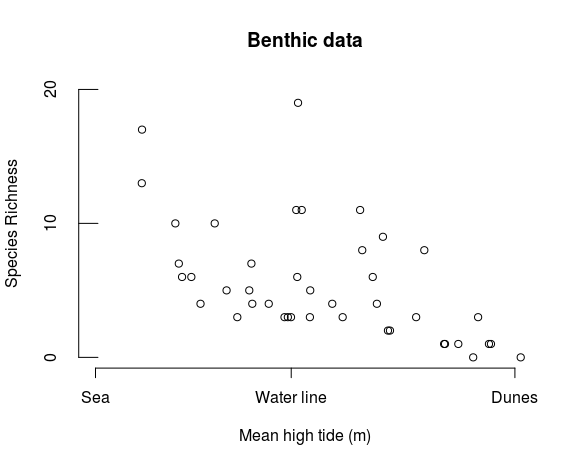 Benthic data
Species Richness
20
10
0
Sea Water line Dunes
Mean high tide (m)